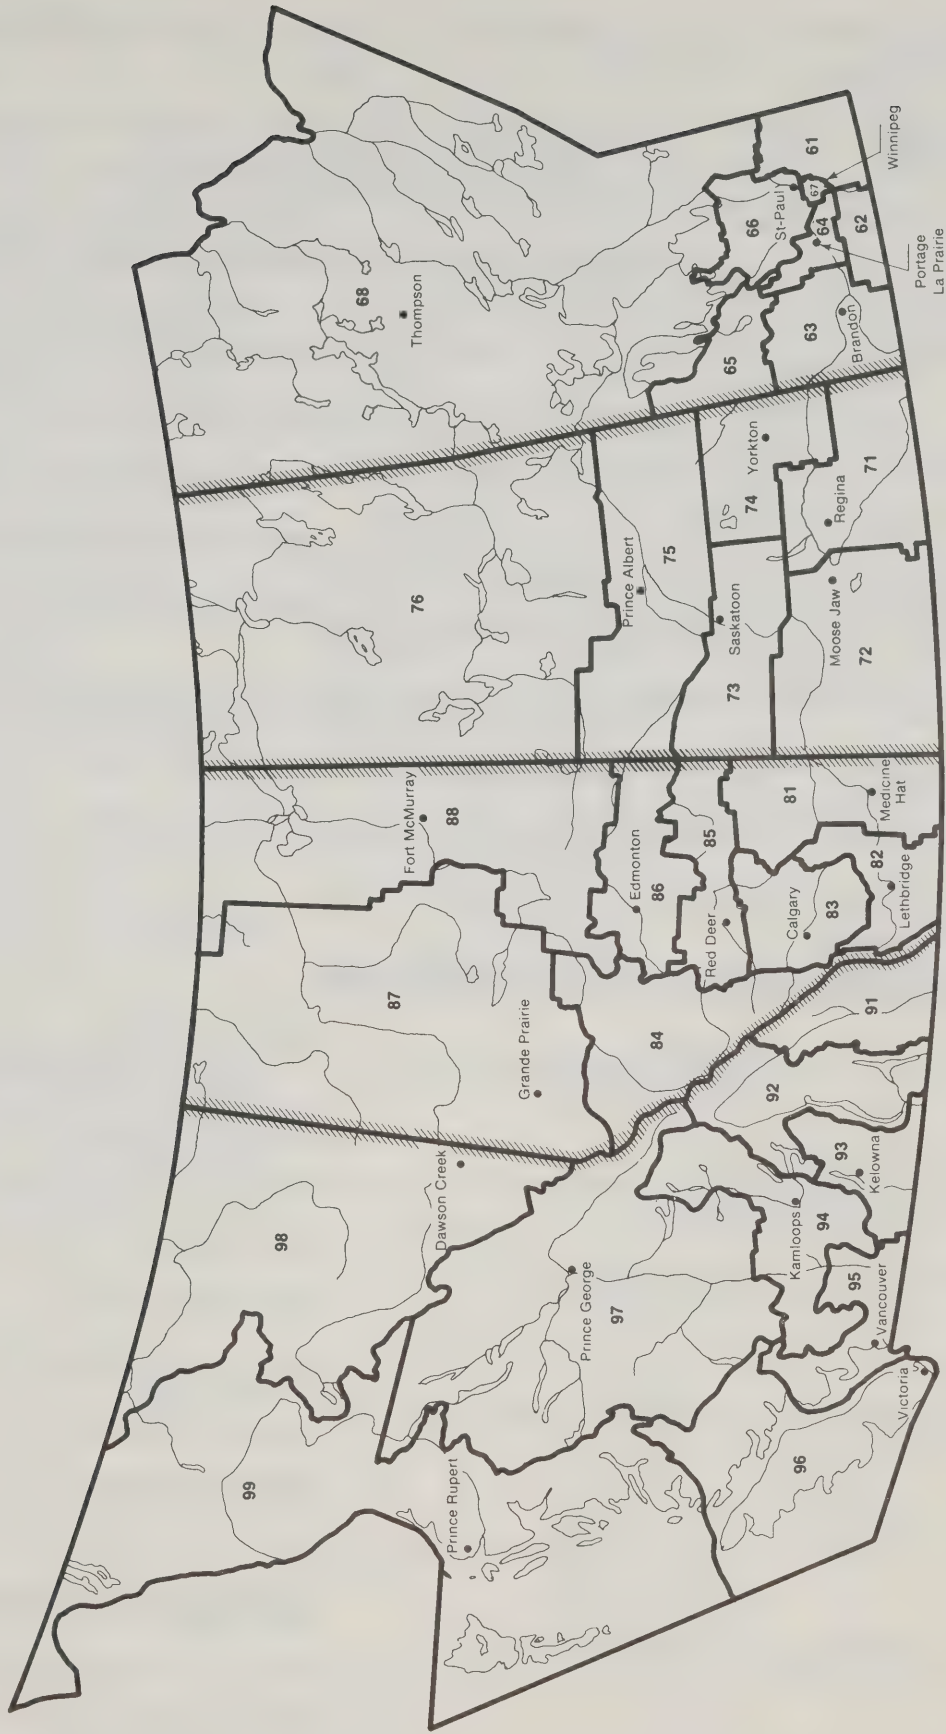 99
Prince Rupert
96
Victoria
Vancouver
95
97
Prince George
98
Dawson Creek
Kamloops
94
Kelowna
93
92
91
87
Grande Prairie
84
88
Fort McMurray
Edmonton
86
85
Red Deer
Calgary
83
82
Lethbridge
81
Medicine
Hat
76
Prince Albert
75
73
Saskatoon
74
Yorkton
Moose Jaw
72
Regina
71
68
Thompson
65
66
St-Paul
63
Brandon
64
67
62
61
Portage
La Prairie
Winnipeg